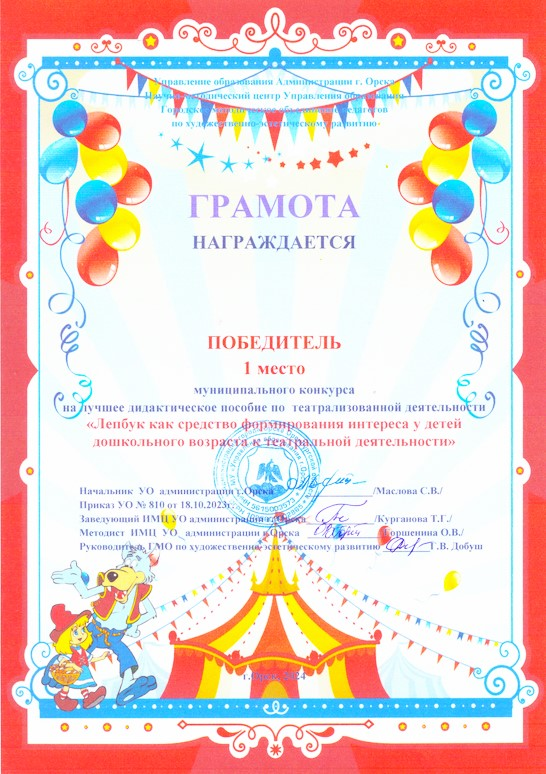 Управление образования Администрации г. Орска
Научно-методический центр Управления образования
Городское методическое объединение педагогов
по художественно-эстетическому развитию
ГРАМОТА
НАГРАЖДАЕТСЯ
ПОБЕДИТЕЛЬ
1 место
муниципального конкурса
на лучшее дидактическое пособие по театрализованной деятельности
«Лепбук как средство формирования интереса у детей
дошкольного возраста к театральной деятельности»
Начальник УО администрации г.Орска /Маслова С.В./
Приказ УО № 810 от 18.10.2023г.
Заведующий ИМЦ УО администрации г. Орска /Курганова Т.Г./
Методист ИМЦ УО администрации г.Орска /Горшенина О.В./
Руководитель ГМО по художественно-эстетическому развитию Т.В. Добуш
г.Орск, 2024